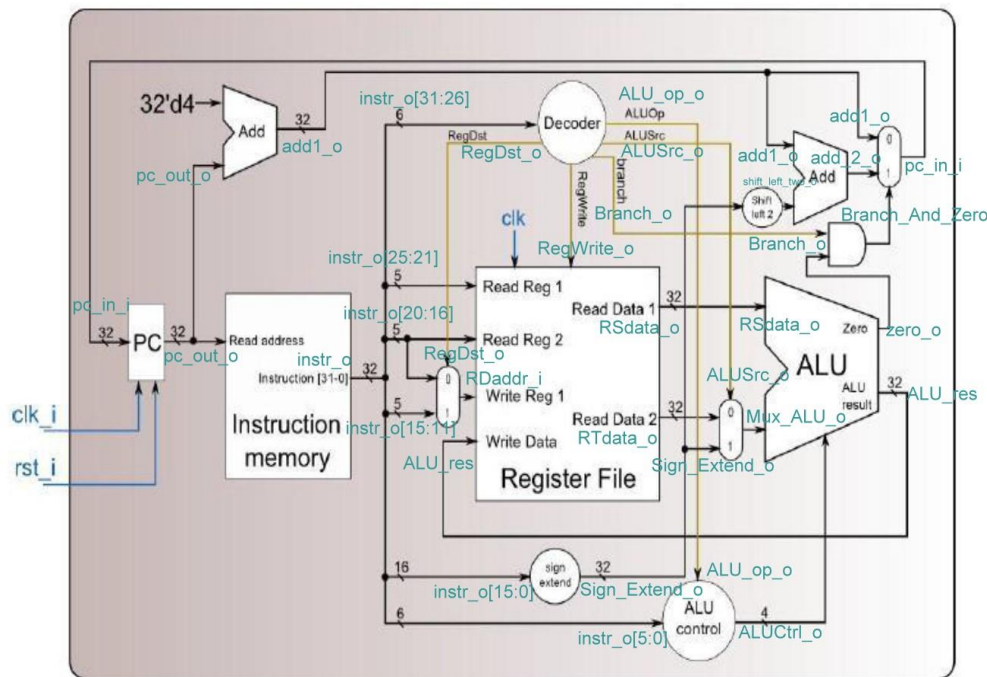 instr_o[31:26]
6
Decoder
ALU_op_o
ALUOp
32'd4
Add
32
add1_o
pc_out_o
RegDst
RegDst_o
ALUSrc
ALUSrc_o
add1_o
add1_o
add_2_o
Add
0
1
pc_in_i
shift_left_two_o
Shift
left 2
RegWrite
branch
Branch_o
Branch_And_Zero
Branch_o
clk
RegWrite_o
instr_o[25:21]
5
Read Reg 1
Read Data 1
32
RSdata_o
RSdata_o
Zero
zero_o
pc_in_i
32
PC
32
pc_out_o
Read address
Instruction [31-0]
instr_o
32
Instruction
memory
instr_o[20:16]
5
Read Reg 2
RegDst_o
0
1
RDaddr_i
Write Reg 1
5
instr_o[15:11]
Write Data
ALU_res
Read Data 2
32
RTdata_o
Register File
ALUSrc_o
0
1
Mux_ALU_o
Sign_Extend_o
ALU
ALU
result
32
ALU_res
clk_i
rst_i
16
instr_o[15:0]
sign
extend
32
Sign_Extend_o
ALU_op_o
6
instr_o[5:0]
ALU
control
4
ALUCtrl_o